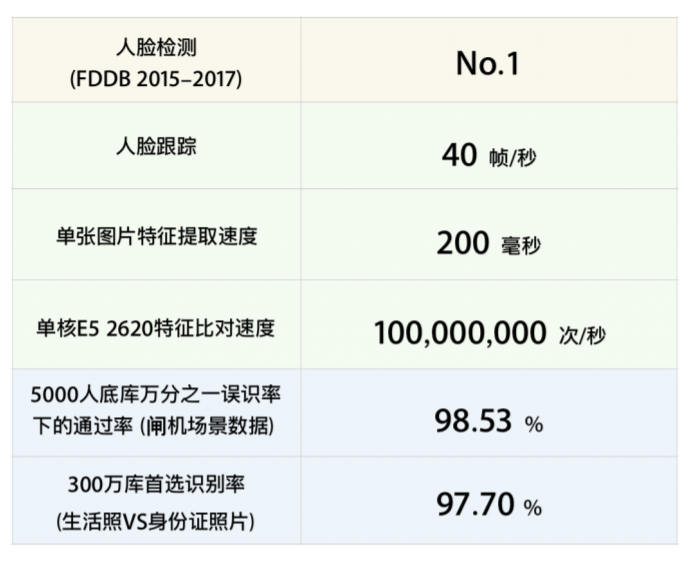 人脸检测
(FDDB 2015–2017)
No.1
人脸跟踪
40 帧/秒
单张图片特征提取速度
200 毫秒
单核E5 2620特征比对速度
100,000,000 次/秒
5000人底库万分之一误识率
下的通过率 (闸机场景数据)
98.53 %
300万库首选识别率
(生活照VS身份证照片)
97.70 %